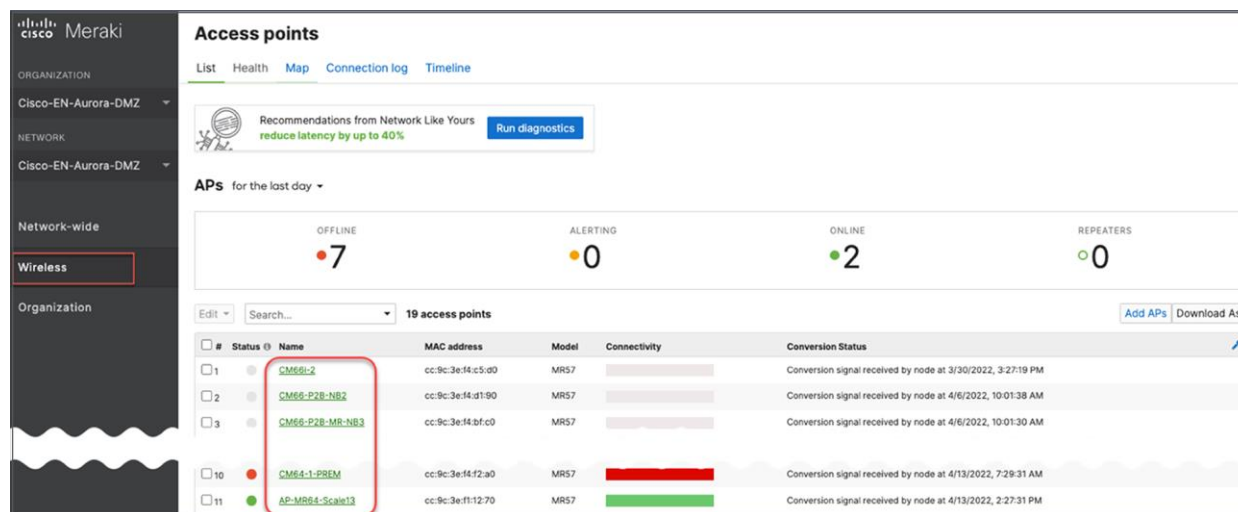 cisco Meraki
ORGANIZATION
Cisco-EN-Aurora-DMZ
NETWORK
Cisco-EN-Aurora-DMZ
Network-wide
Wireless
Organization
Access points
List Health Map Connection log Timeline
Recommendations from Network Like Yours
reduce latency by up to 40%
Run diagnostics
APs for the last day
OFFLINE ALERTING ONLINE REPEATERS
7 0 2 0
Edit Search... 19 access points Add APs Download As
# Status Name MAC address Model Connectivity Conversion Status
1 CM66i-2 cc:9c:3e:f4:c5:d0 MR57 Conversion signal received by node at 3/30/2022, 3:27:19 PM
2 CM66-P2B-NB2 cc:9c:3e:f4:d1:90 MR57 Conversion signal received by node at 4/6/2022, 10:01:38 AM
3 CM66-P2B-MR-NB3 cc:9c:3e:f4:bf:c0 MR57 Conversion signal received by node at 4/6/2022, 10:01:30 AM
10 CM64-1-PREM cc:9c:3e:f4:f2:a0 MR57 Conversion signal received by node at 4/13/2022, 7:29:31 AM
11 AP-MR64-Scale13 cc:9c:3e:f1:12:70 MR57 Conversion signal received by node at 4/13/2022, 2:27:31 PM